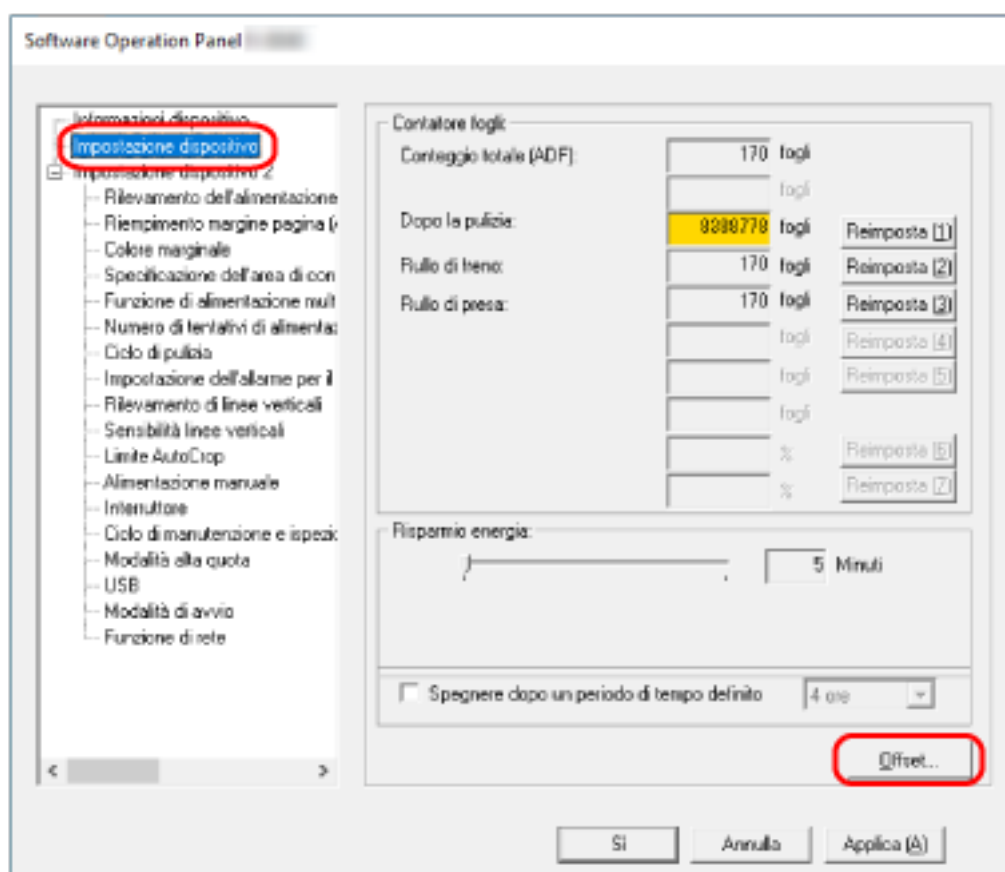 Software Operation Panel
Informazioni dispositivo
Impostazione dispositivo
Impostazione dispositivo 2
Rilevamento dell'alimentazione
Riempimento margine pagina (
Colore marginale
Specificazione dell'area di con
Funzione di alimentazione mult
Numero di tentativi di alimentaz
Ciclo di pulizia
Impostazione dell'allarme per il
Rilevamento di linee verticali
Sensibilità linee verticali
Limite AutoCrop
Alimentazione manuale
Interruttore
Ciclo di manutenzione e ispezio
Modalità alta quota
USB
Modalità di avvio
Funzione di rete
Contatore fogli:
Conteggio totale (ADF): 170 fogli
fogli
Dopo la pulizia: 8388778 fogli Reimposta (1)
Rullo di freno: 170 fogli Reimposta (2)
Rullo di presa: 170 fogli Reimposta (3)
fogli Reimposta (4)
fogli Reimposta (5)
fogli
% Reimposta (6)
% Reimposta (7)
Risparmio energia:
5 Minuti
Spegnere dopo un periodo di tempo definito 4 ore
Offset...
Sì Annulla Applica (A)